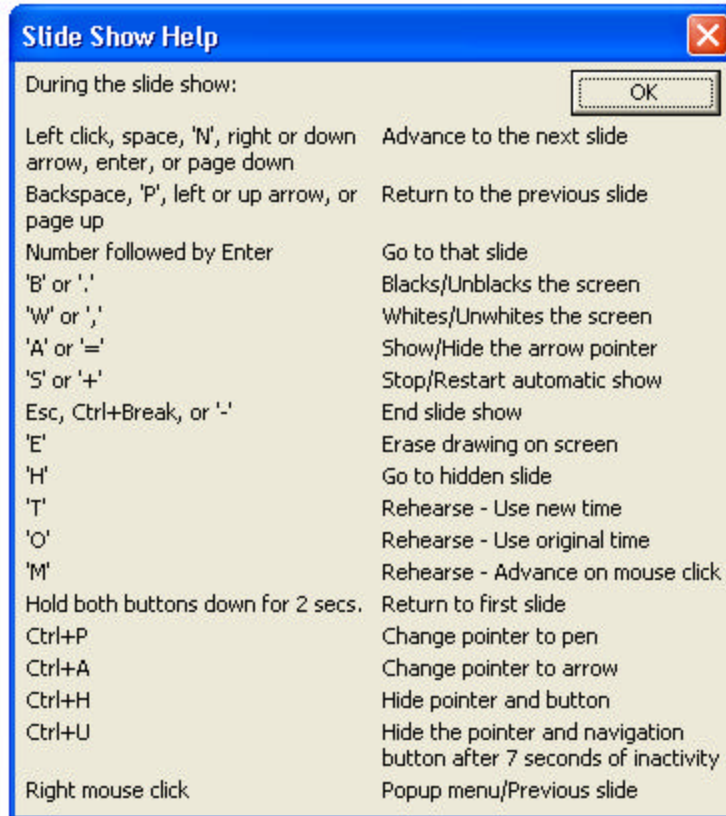 Slide Show Help
During the slide show:
OK
Left click, space, 'N', right or down Advance to the next slide
arrow, enter, or page down
Backspace, 'P', left or up arrow, or Return to the previous slide
page up
Number followed by Enter Go to that slide
'B' or '.' Blacks/Unblacks the screen
'W' or ',' Whites/Unwhites the screen
'A' or '=' Show/Hide the arrow pointer
'S' or '+' Stop/Restart automatic show
Esc, Ctrl+Break, or '-' End slide show
'E' Erase drawing on screen
'H' Go to hidden slide
'T' Rehearse - Use new time
'O' Rehearse - Use original time
'M' Rehearse - Advance on mouse click
Hold both buttons down for 2 secs. Return to first slide
Ctrl+P Change pointer to pen
Ctrl+A Change pointer to arrow
Ctrl+H Hide pointer and button
Ctrl+U Hide the pointer and navigation
button after 7 seconds of inactivity
Right mouse click Popup menu/Previous slide